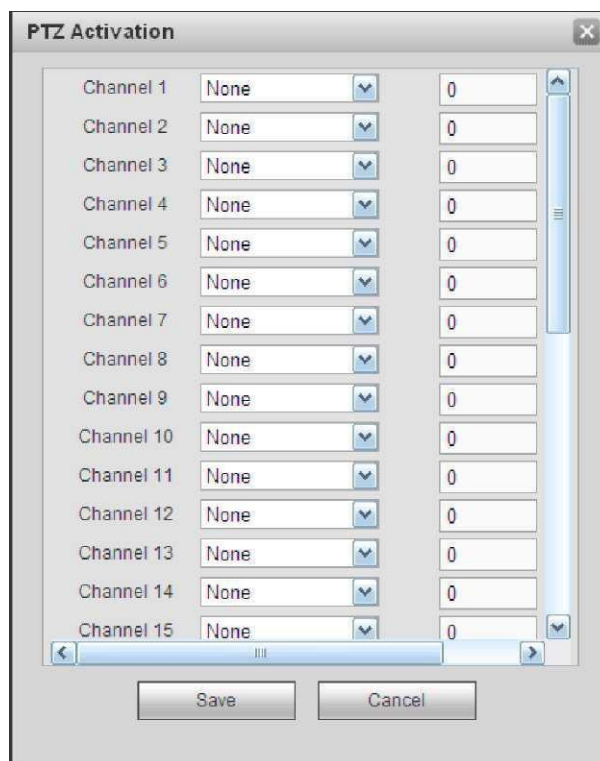 PTZ Activation
Channel 1 None 0
Channel 2 None 0
Channel 3 None 0
Channel 4 None 0
Channel 5 None 0
Channel 6 None 0
Channel 7 None 0
Channel 8 None 0
Channel 9 None 0
Channel 10 None 0
Channel 11 None 0
Channel 12 None 0
Channel 13 None 0
Channel 14 None 0
Channel 15 None 0
Save Cancel